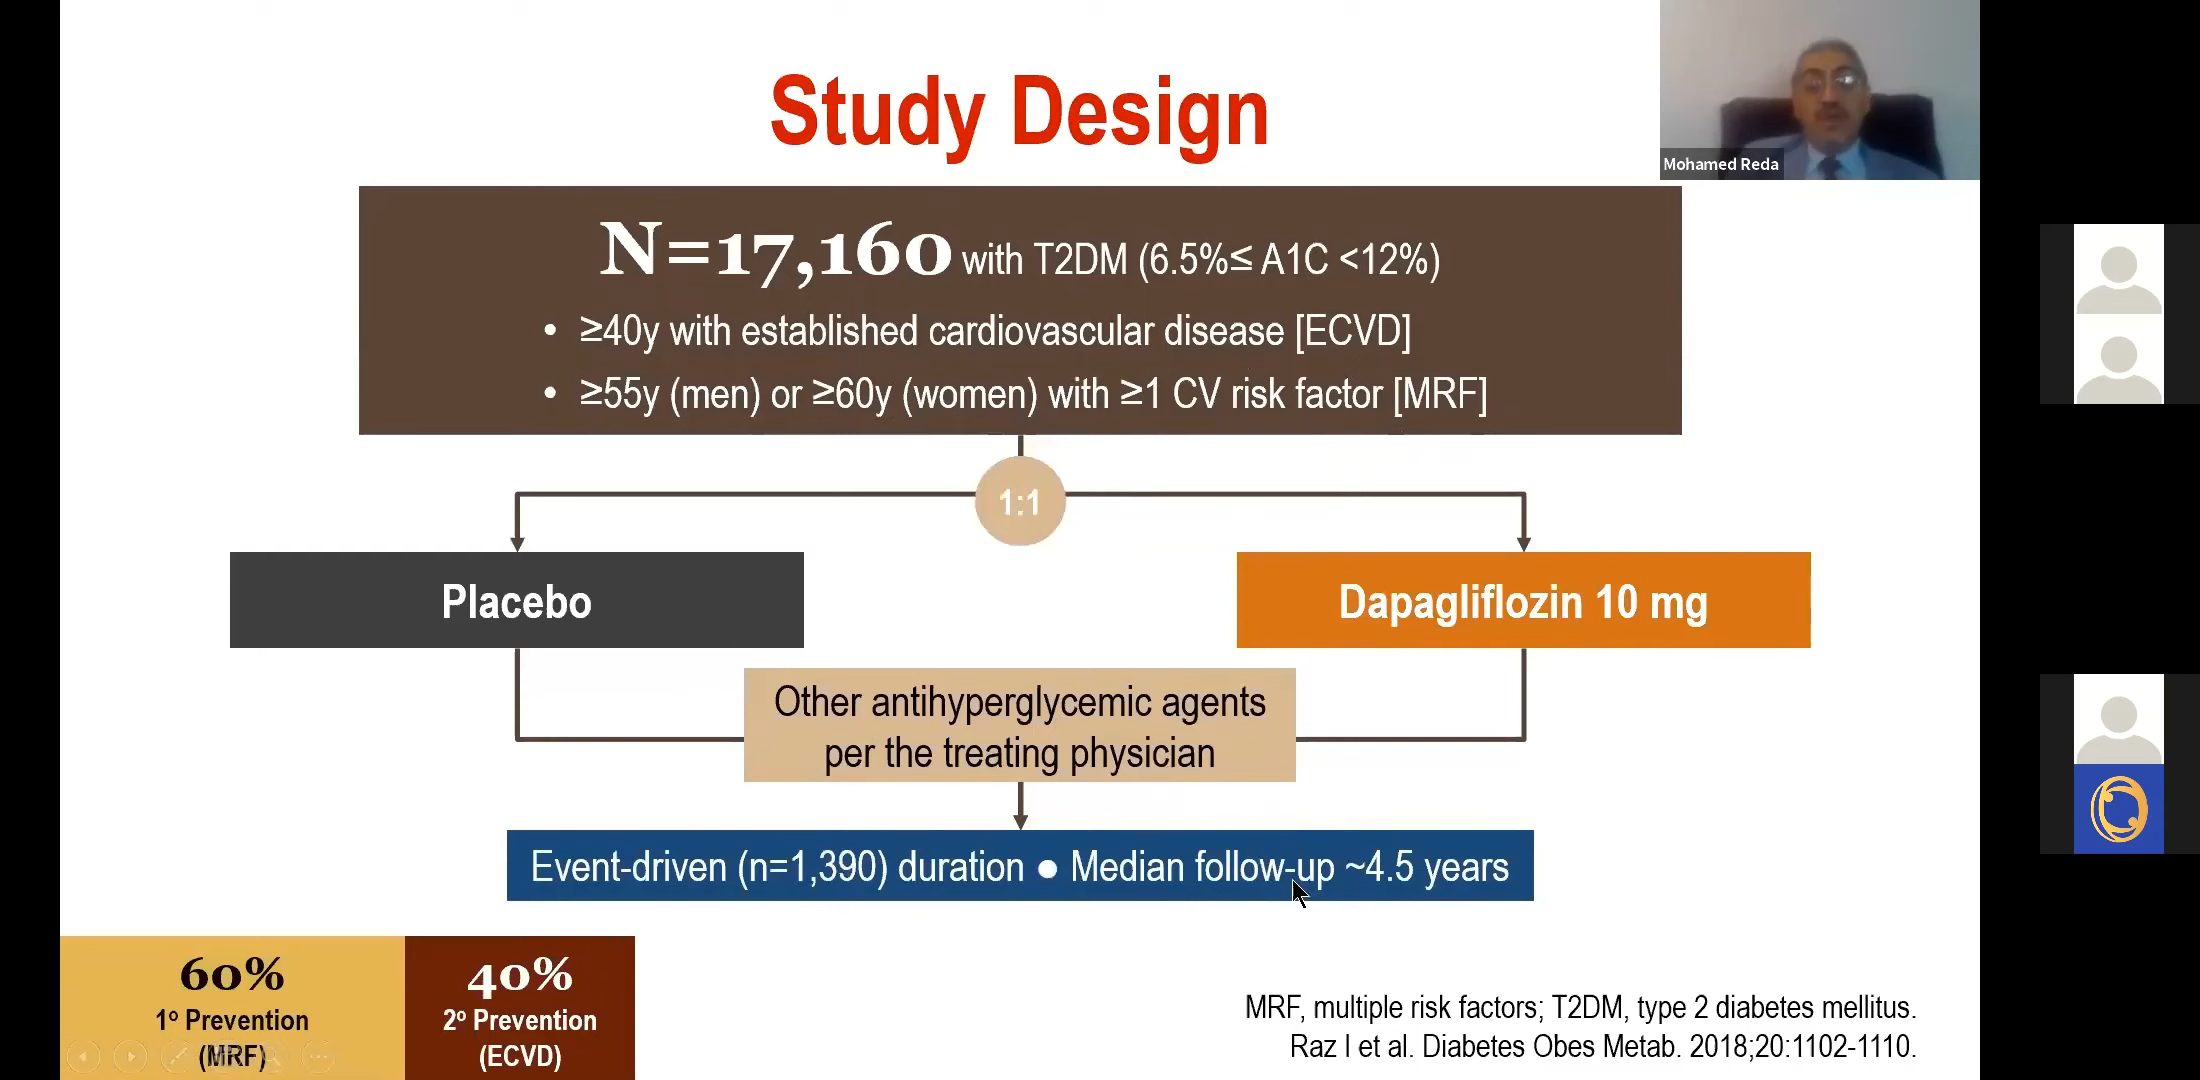 Study Design
Mohamed Reda
N=17,160 with T2DM (6.5%≤ A1C <12%)
• ≥40y with established cardiovascular disease [ECVD]
• ≥55y (men) or ≥60y (women) with ≥1 CV risk factor [MRF]
1:1
Placebo
Dapagliflozin 10 mg
Other antihyperglycemic agents
per the treating physician
Event-driven (n=1,390) duration ● Median follow-up ~4.5 years
60%
1º Prevention
(MRF)
40%
2º Prevention
(ECVD)
MRF, multiple risk factors; T2DM, type 2 diabetes mellitus.
Raz I et al. Diabetes Obes Metab. 2018;20:1102-1110.